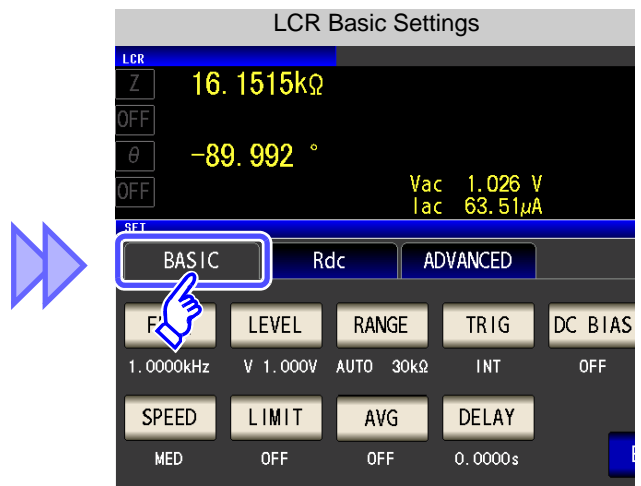 LCR Basic Settings
LCR
Z 16.1515kΩ
OFF
θ -89.992 °
OFF
Vac 1.026 V
Iac 63.51μA
SET
BASIC Rdc ADVANCED
LEVEL RANGE TRIG DC BIAS
1.0000kHz V 1.000V AUTO 30kΩ INT OFF
SPEED LIMIT AVG DELAY
MED OFF OFF 0.0000s